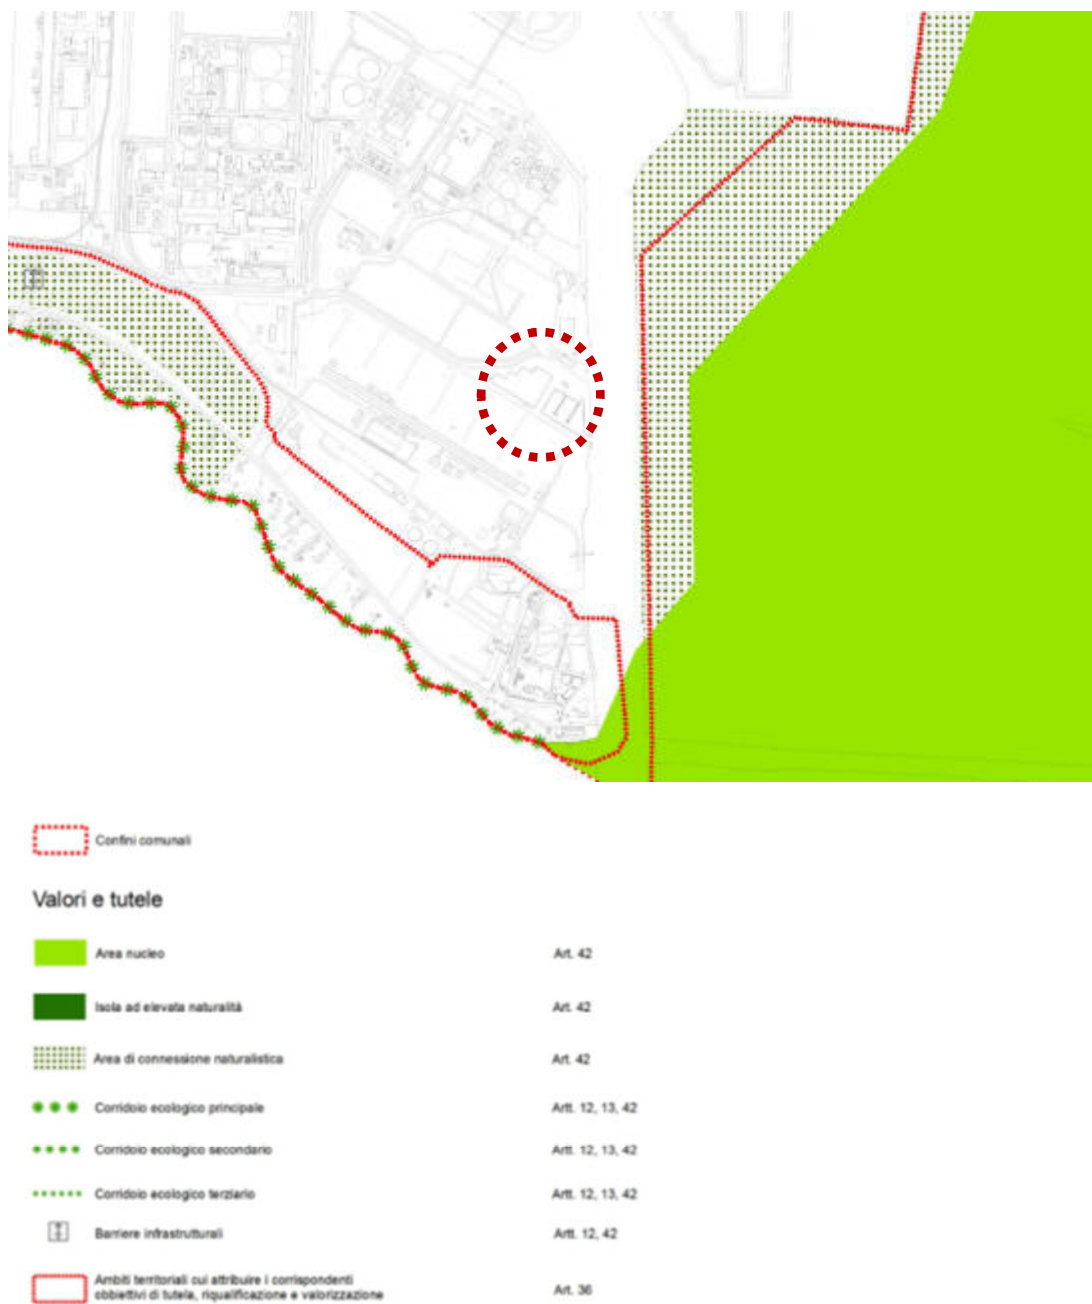 Confini comunali
Valori e tutele
Area nucleo Art. 42
Isola ad elevata naturalità Art. 42
Area di connessione naturalistica Art. 42
Corridoio ecologico principale Artt. 12, 13, 42
Corridoio ecologico secondario Artt. 12, 13, 42
Corridoio ecologico terziario Artt. 12, 13, 42
Barriere infrastrutturali Artt. 12, 42
Ambiti territoriali cui attribuire i corrispondenti
obbiettivi di tutela, riqualificazione e valorizzazione Art. 36